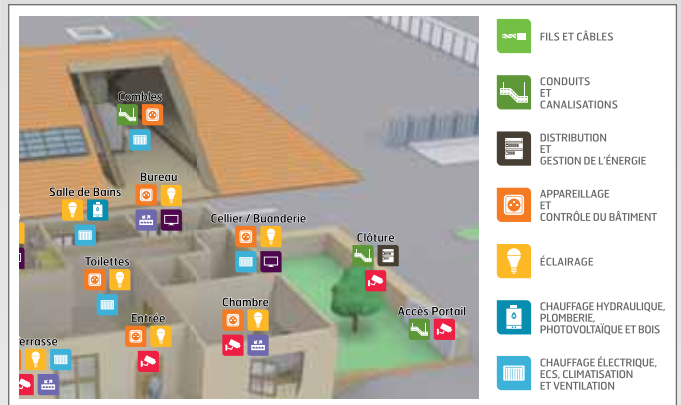 Combles
Bureau
Salle de Bains
Cellier / Buanderie
Clôture
Toilettes
Chambre
Accès Portail
Entrée
errasse
FILS ET CÂBLES
CONDUITS
ET
CANALISATIONS
DISTRIBUTION
ET
GESTION DE L'ÉNERGIE
APPAREILLAGE
ET
CONTRÔLE DU BÂTIMENT
ÉCLAIRAGE
CHAUFFAGE HYDRAULIQUE,
PLOMBERIE,
PHOTOVOLTAÏQUE ET BOIS
CHAUFFAGE ÉLECTRIQUE,
ECS, CLIMATISATION
ET VENTILATION